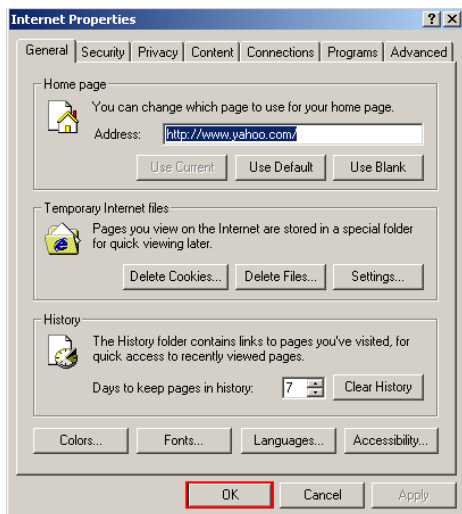 Internet Properties
General Security Privacy Content Connections Programs Advanced
Home page
You can change which page to use for your home page.
Address: http://www.yahoo.com/
Use Current Use Default Use Blank
Temporary Internet files
Pages you view on the Internet are stored in a special folder
for quick viewing later.
Delete Cookies... Delete Files... Settings...
History
The History folder contains links to pages you've visited, for
quick access to recently viewed pages.
Days to keep pages in history: 7 Clear History
Colors... Fonts... Languages... Accessibility...
OK Cancel Apply